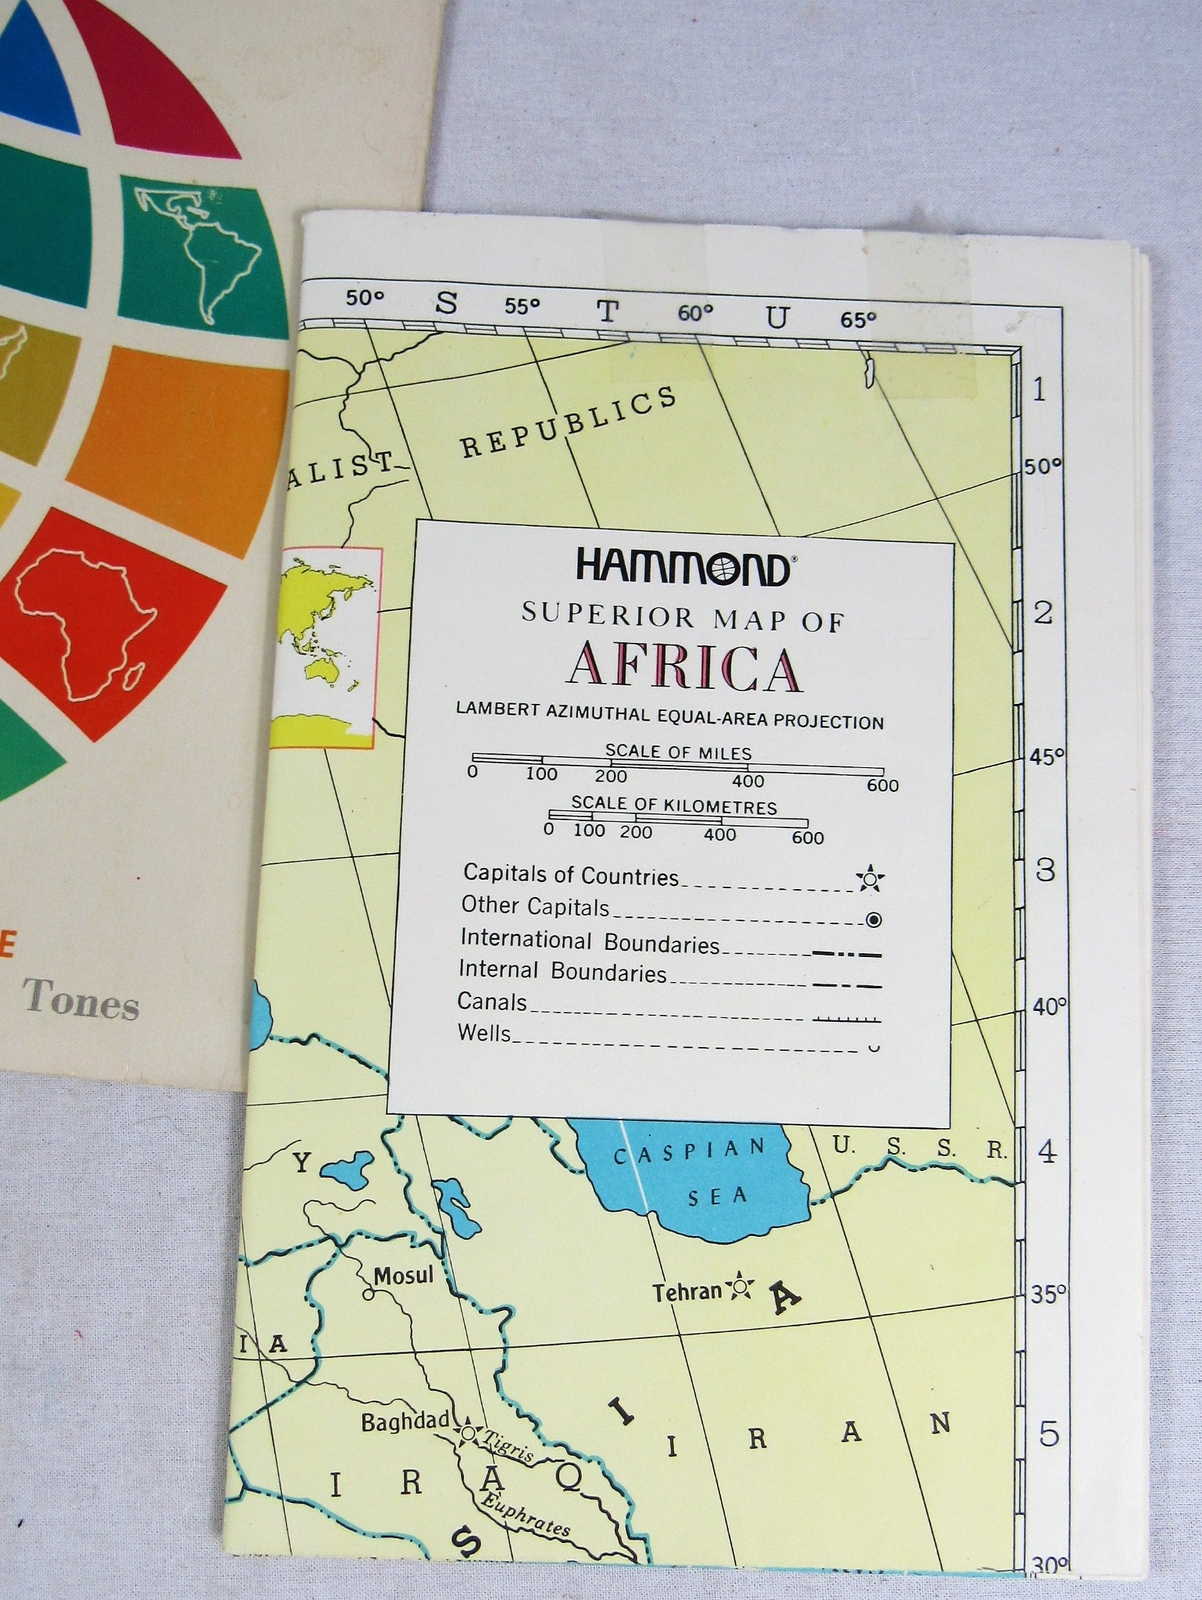 50° S 55° T 60° U 65°
1
ALIST REPUBLICS
50°
HAMMOND®
SUPERIOR MAP OF
AFRICA
LAMBERT AZIMUTHAL EQUAL-AREA PROJECTION
SCALE OF MILES
0 100 200 400 600
SCALE OF KILOMETRES
0 100 200 400 600
Capitals of Countries
Other Capitals
International Boundaries
Internal Boundaries
Canals
Wells
2
45°
3
E
Tones
40°
CASPIAN
SEA
U. S. S. R.
4
Y
Mosul
Tehran
A
35°
I A
Baghdad
Tigris
I
I R A N
5
I R A Q
Euphrates
S
30°